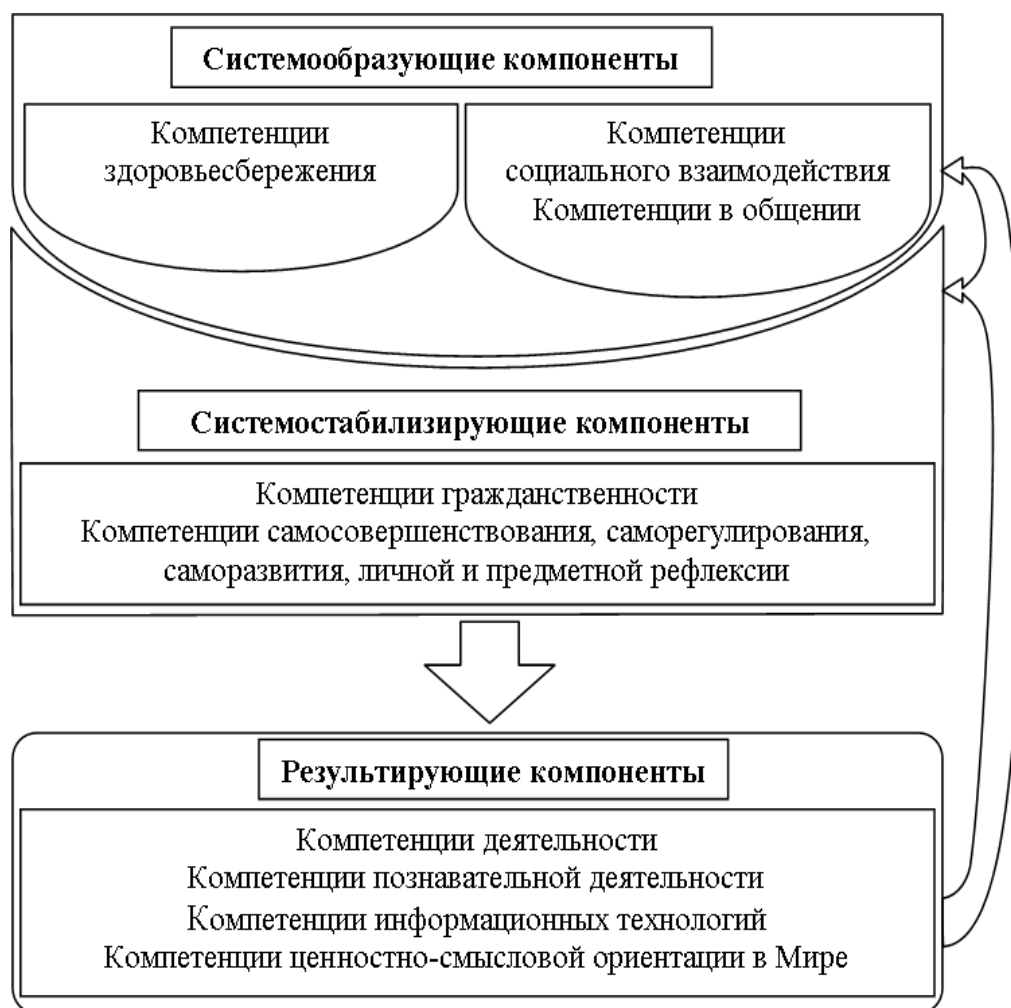 Системообразующие компоненты
Компетенции
здоровьесбережения
Компетенции
социального взаимодействия
Компетенции в общении
Системостабилизирующие компоненты
Компетенции гражданственности
Компетенции самосовершенствования, саморегулирования,
саморазвития, личной и предметной рефлексии
Результирующие компоненты
Компетенции деятельности
Компетенции познавательной деятельности
Компетенции информационных технологий
Компетенции ценностно-смысловой ориентации в Мире